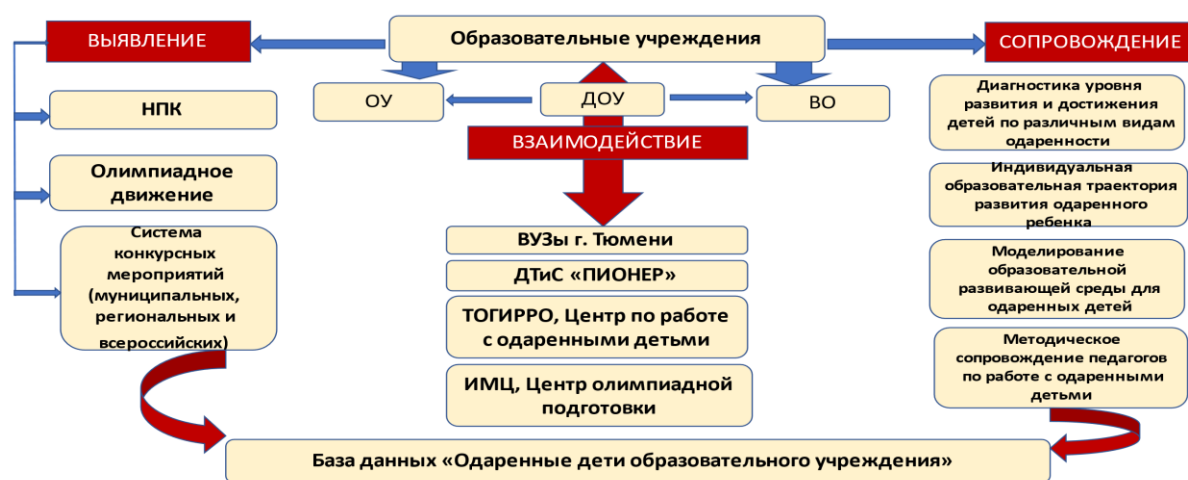 ВЫЯВЛЕНИЕ
Образовательные учреждения
СОПРОВОЖДЕНИЕ
ОУ
ДОУ
ВО
ВЗАИМОДЕЙСТВИЕ
НПК
Олимпиадное
движение
Система
конкурсных
мероприятий
(муниципальных,
региональных и
всероссийских)
ВУЗы г. Тюмени
ДТиС «ПИОНЕР»
ТОГИРРО, Центр по работе
с одаренными детьми
ИМЦ, Центр олимпиадной
подготовки
Диагностика уровня
развития и достижения
детей по различным видам
одаренности
Индивидуальная
образовательная траектория
развития одаренного
ребенка
Моделирование
образовательной
развивающей среды для
одаренных детей
Методическое
сопровождение педагогов
по работе с одаренными
детьми
База данных «Одаренные дети образовательного учреждения»